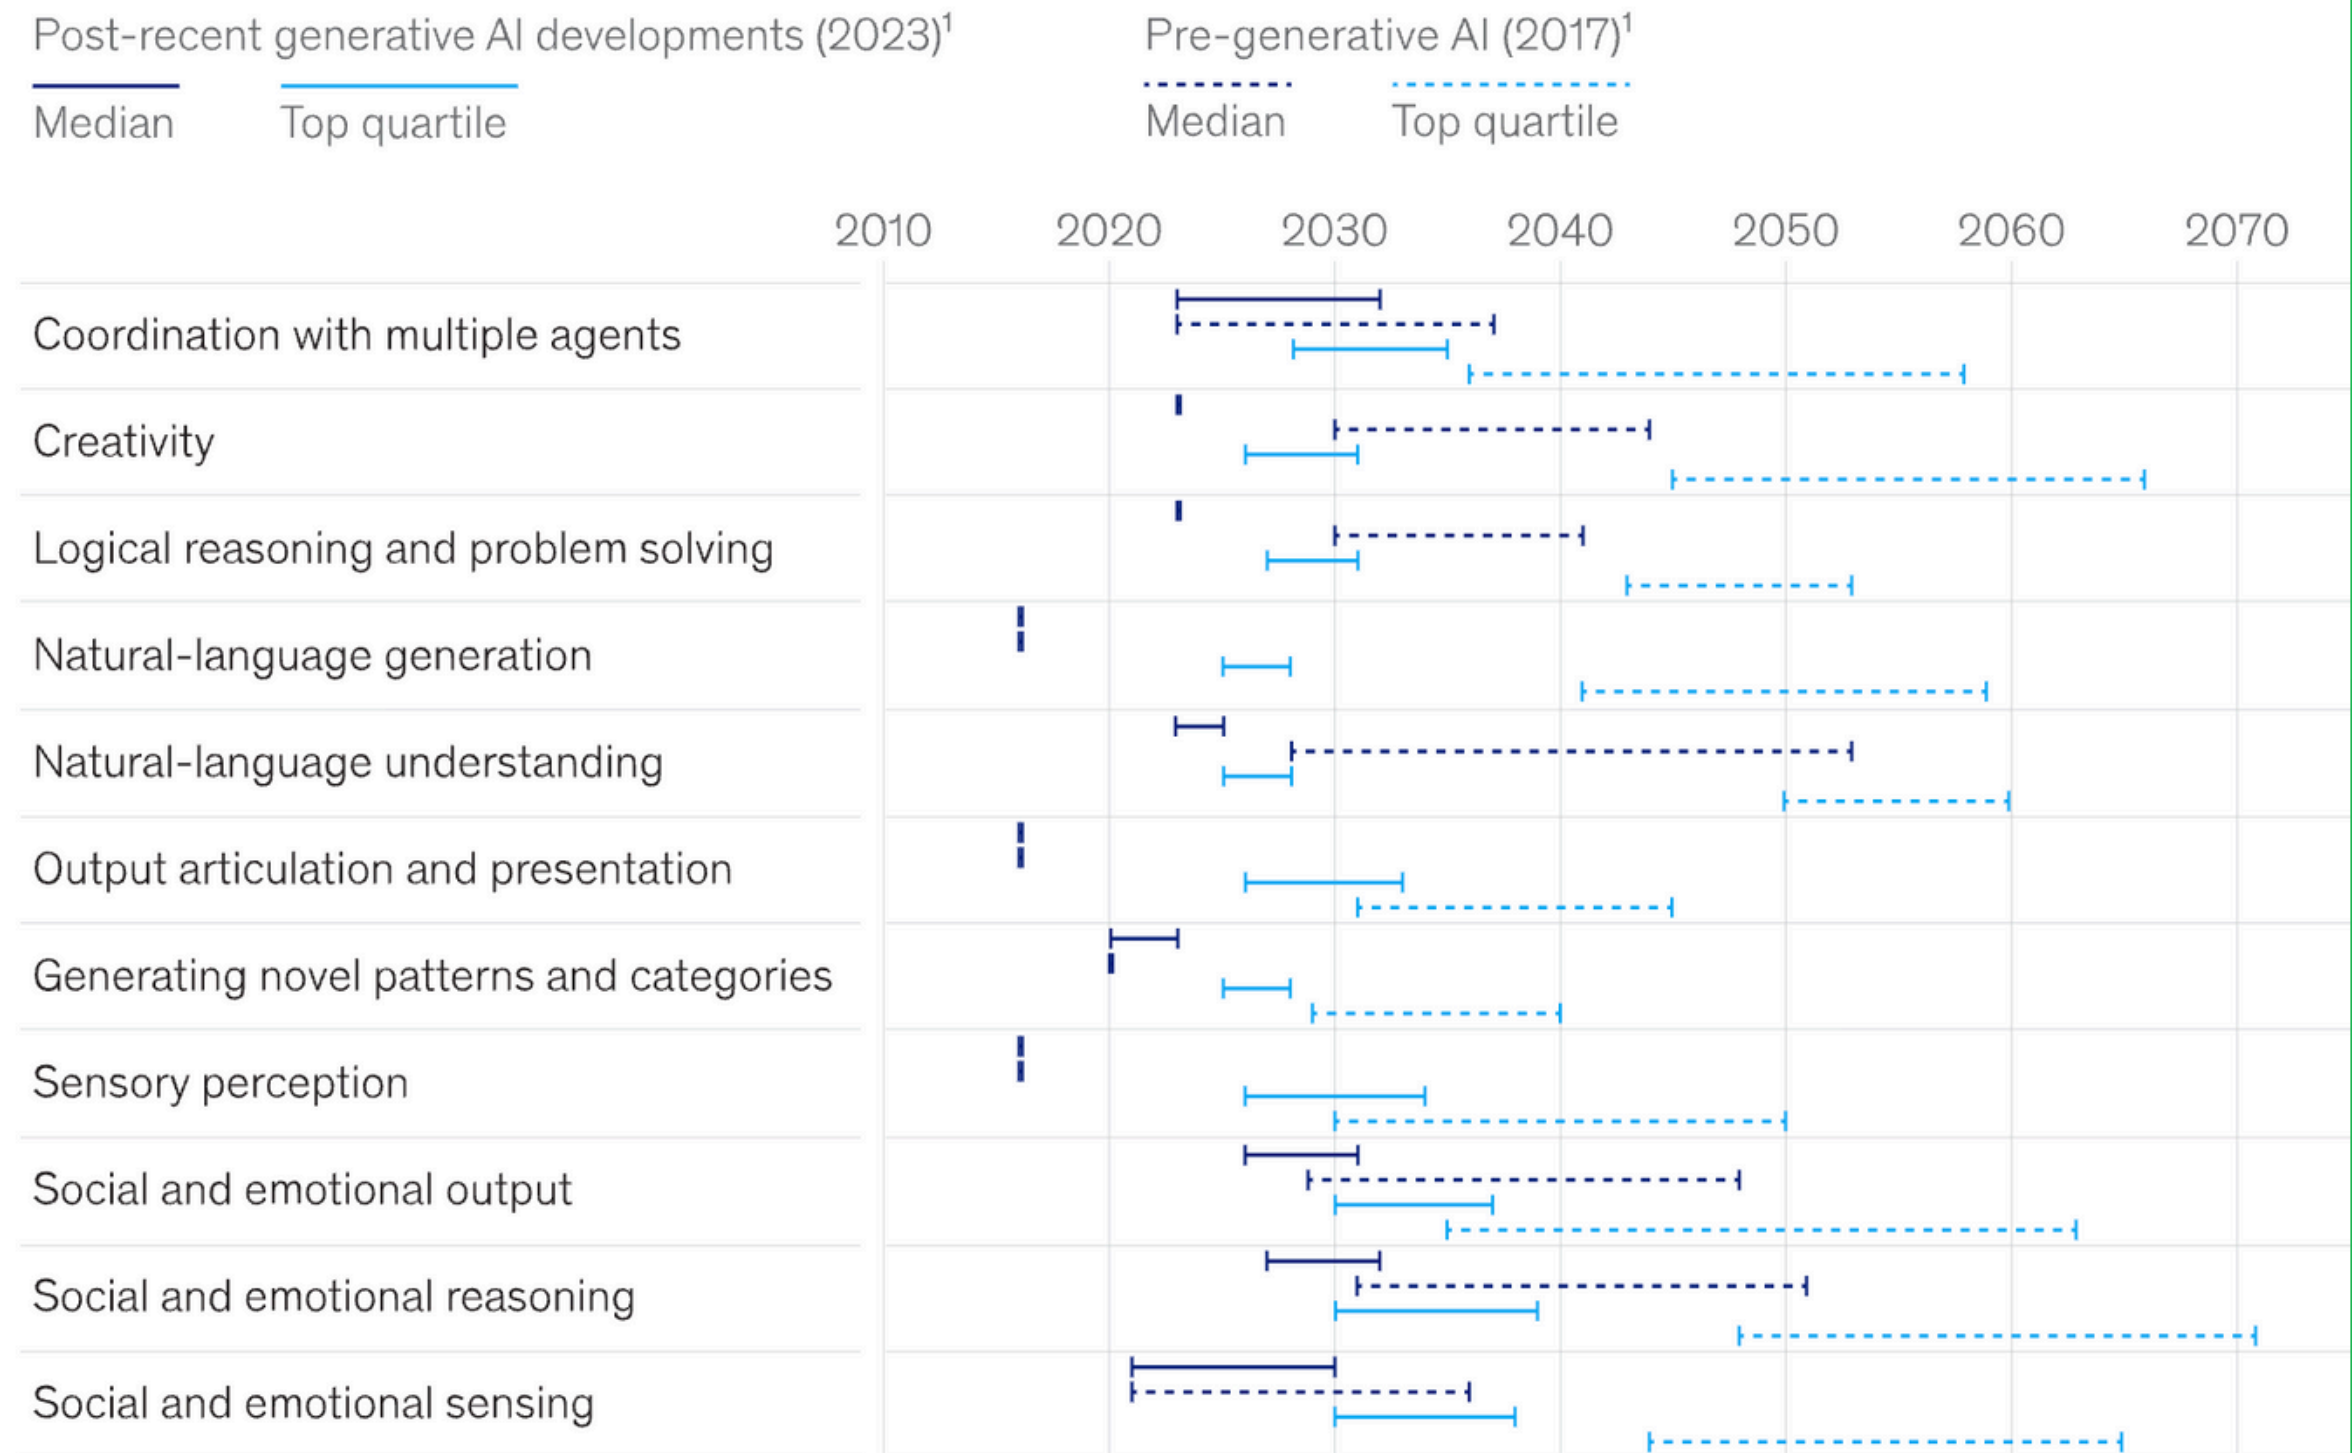 Post-recent generative AI developments (2023)¹
Pre-generative AI (2017)¹
Median
Top quartile
Median
Top quartile
2010 2020 2030 2040 2050 2060 2070
Coordination with multiple agents
Creativity
Logical reasoning and problem solving
Natural-language generation
Natural-language understanding
Output articulation and presentation
Generating novel patterns and categories
Sensory perception
Social and emotional output
Social and emotional reasoning
Social and emotional sensing